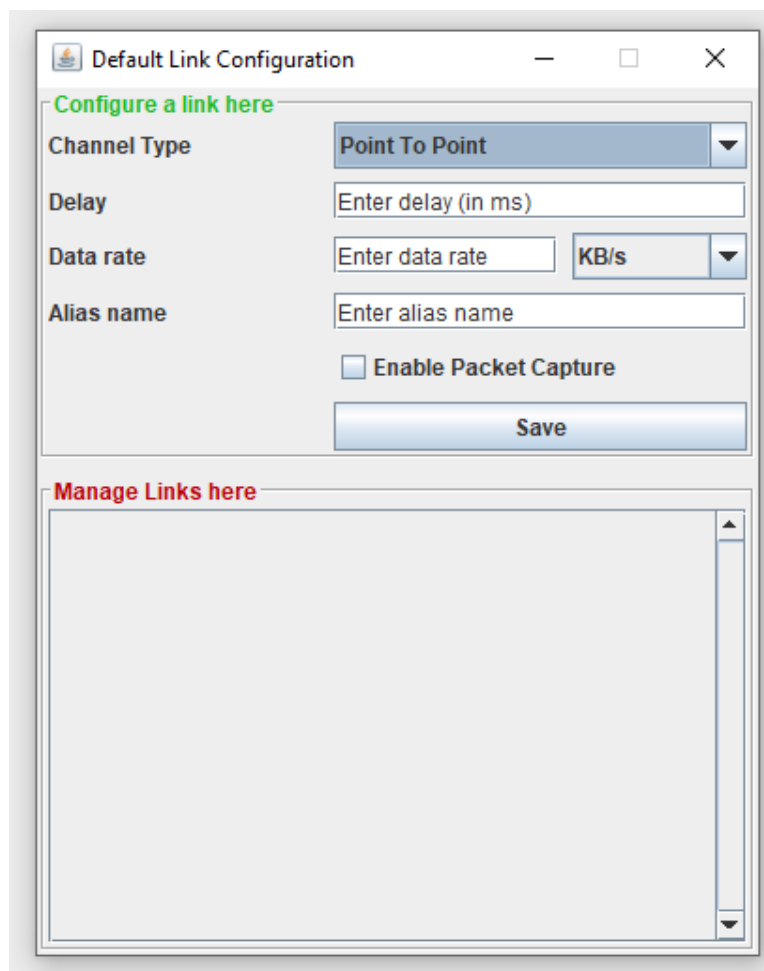 Default Link Configuration
Configure a link here
Channel Type Point To Point
Delay Enter delay (in ms)
Data rate Enter data rate KB/s
Alias name Enter alias name
Enable Packet Capture
Save
Manage Links here